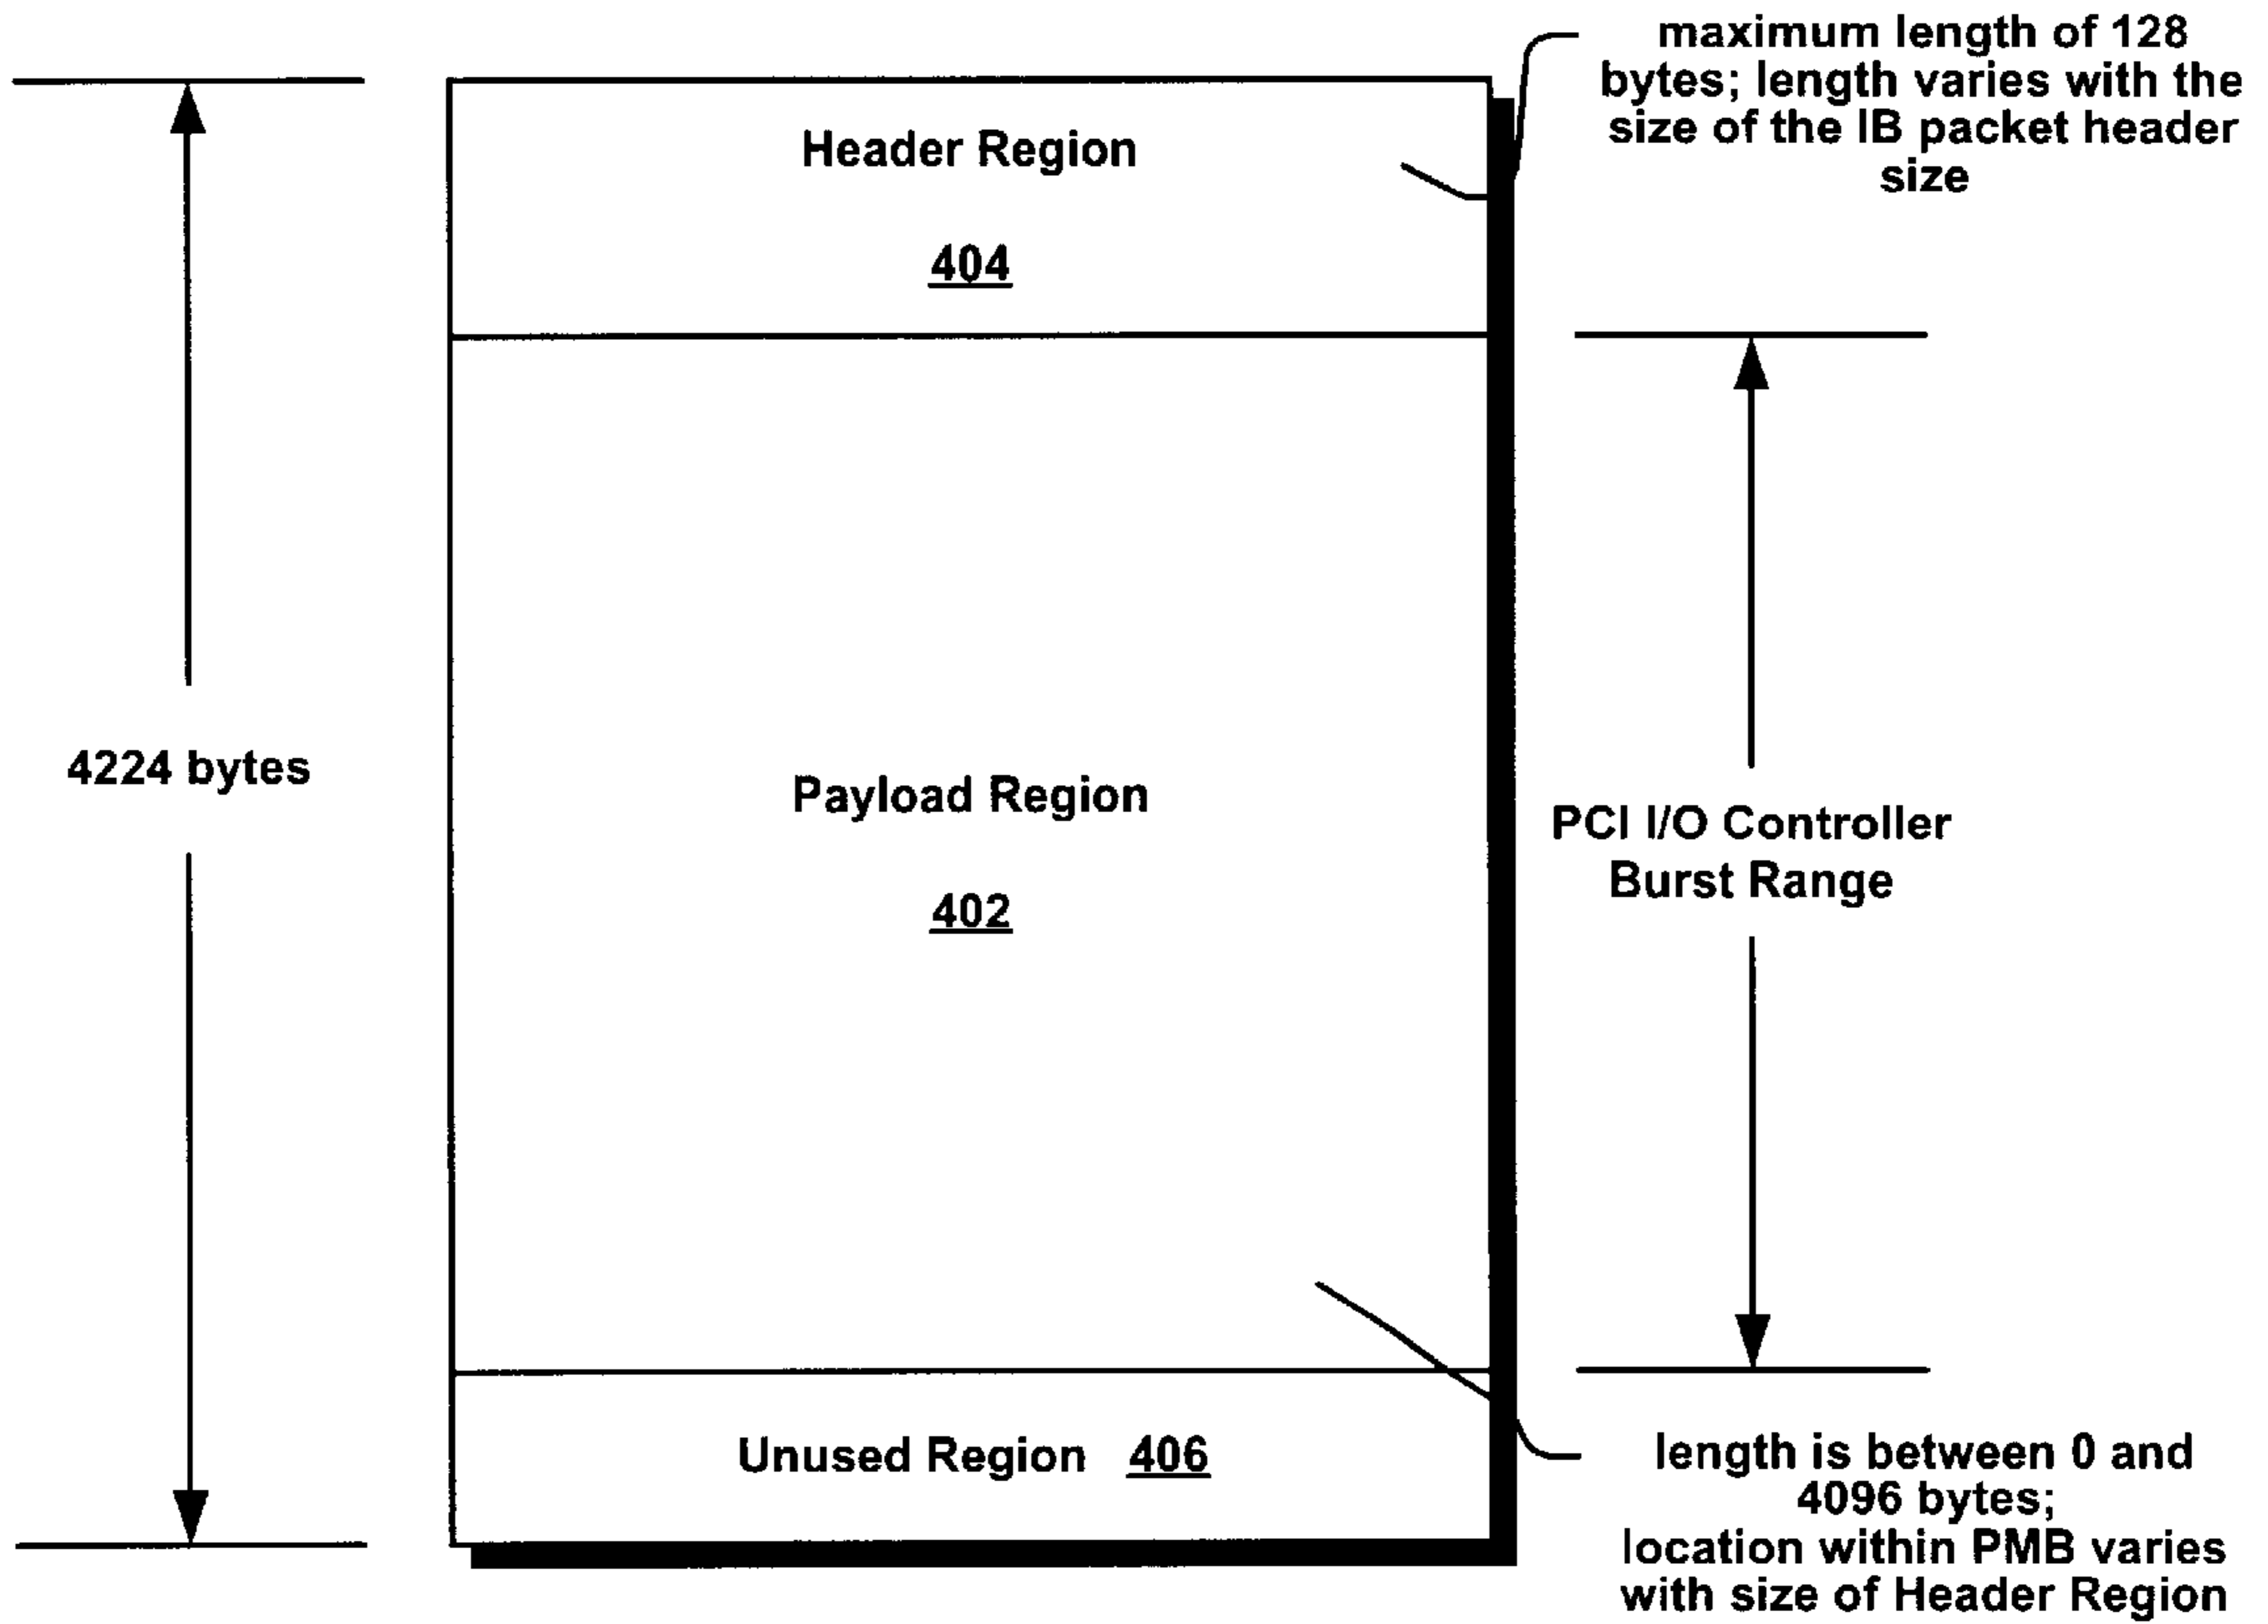 maximum length of 128
bytes; length varies with the
size of the IB packet header
size
Header Region
404
4224 bytes
Payload Region
402
PCI I/O Controller
Burst Range
Unused Region 406
length is between 0 and
4096 bytes;
location within PMB varies
with size of Header Region